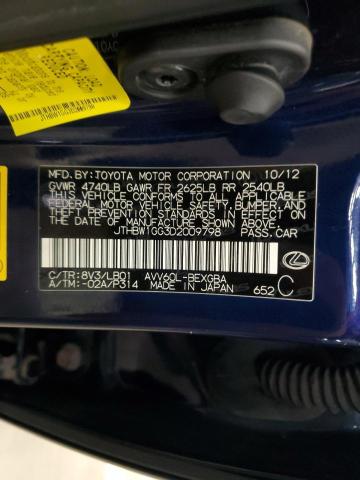 MFD.BY:TOYOTA MOTOR CORPORATION 10/12
GVWR 4740LB GAWR FR 2625LB RR 2540LB
THIS VEHICLE CONFORMS TO ALL APPLICABLE
FEDERAL MOTOR VEHICLE SAFETY, BUMPER, AND
THEFT PREVENTION STANDARDS IN EFFECT ON
THE DATE OF MANUFACTURE SHOWN ABOVE.
JTHBW1GG3D2009798 PASS.CAR
C/TR:8V3/LB01 AVV60L-BEXGBA
A/TM:-02A/P314 MADE IN JAPAN 652 C